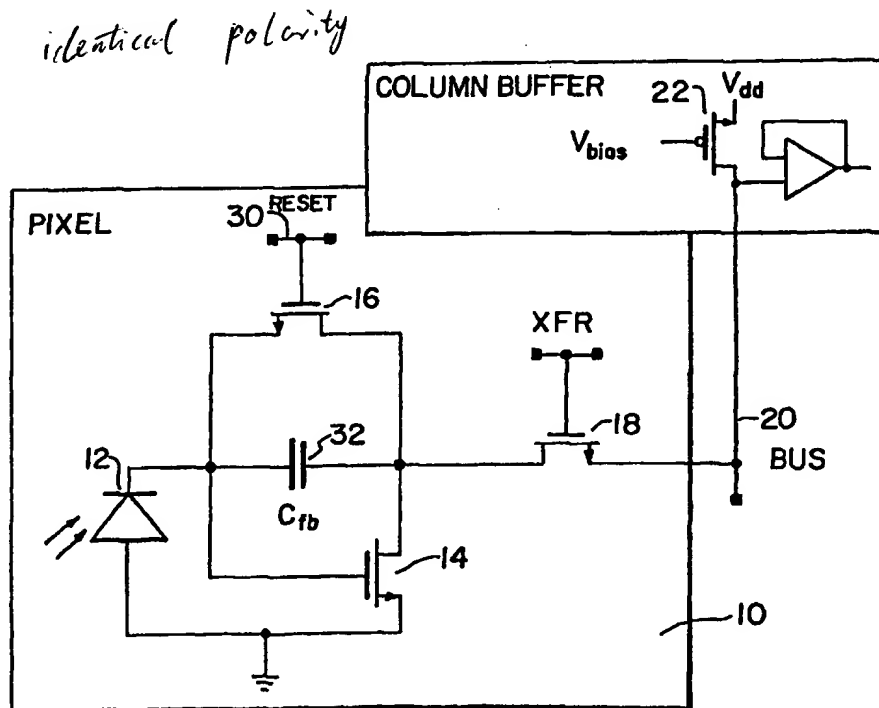 identical polarity
COLUMN BUFFER
22
Vdd
Vbias
PIXEL
RESET
30
16
XFR
18
20
BUS
12
32
Cfb
14
10